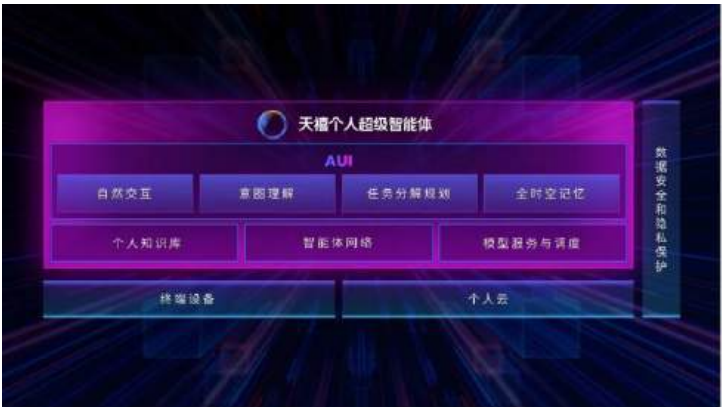 天禧个人超级智能体
AUI
自然交互
意图理解
任务分解规划
全时空记忆
个人知识库
智能体网络
模型服务与调度
终端设备
个人云
数据安全和隐私保护